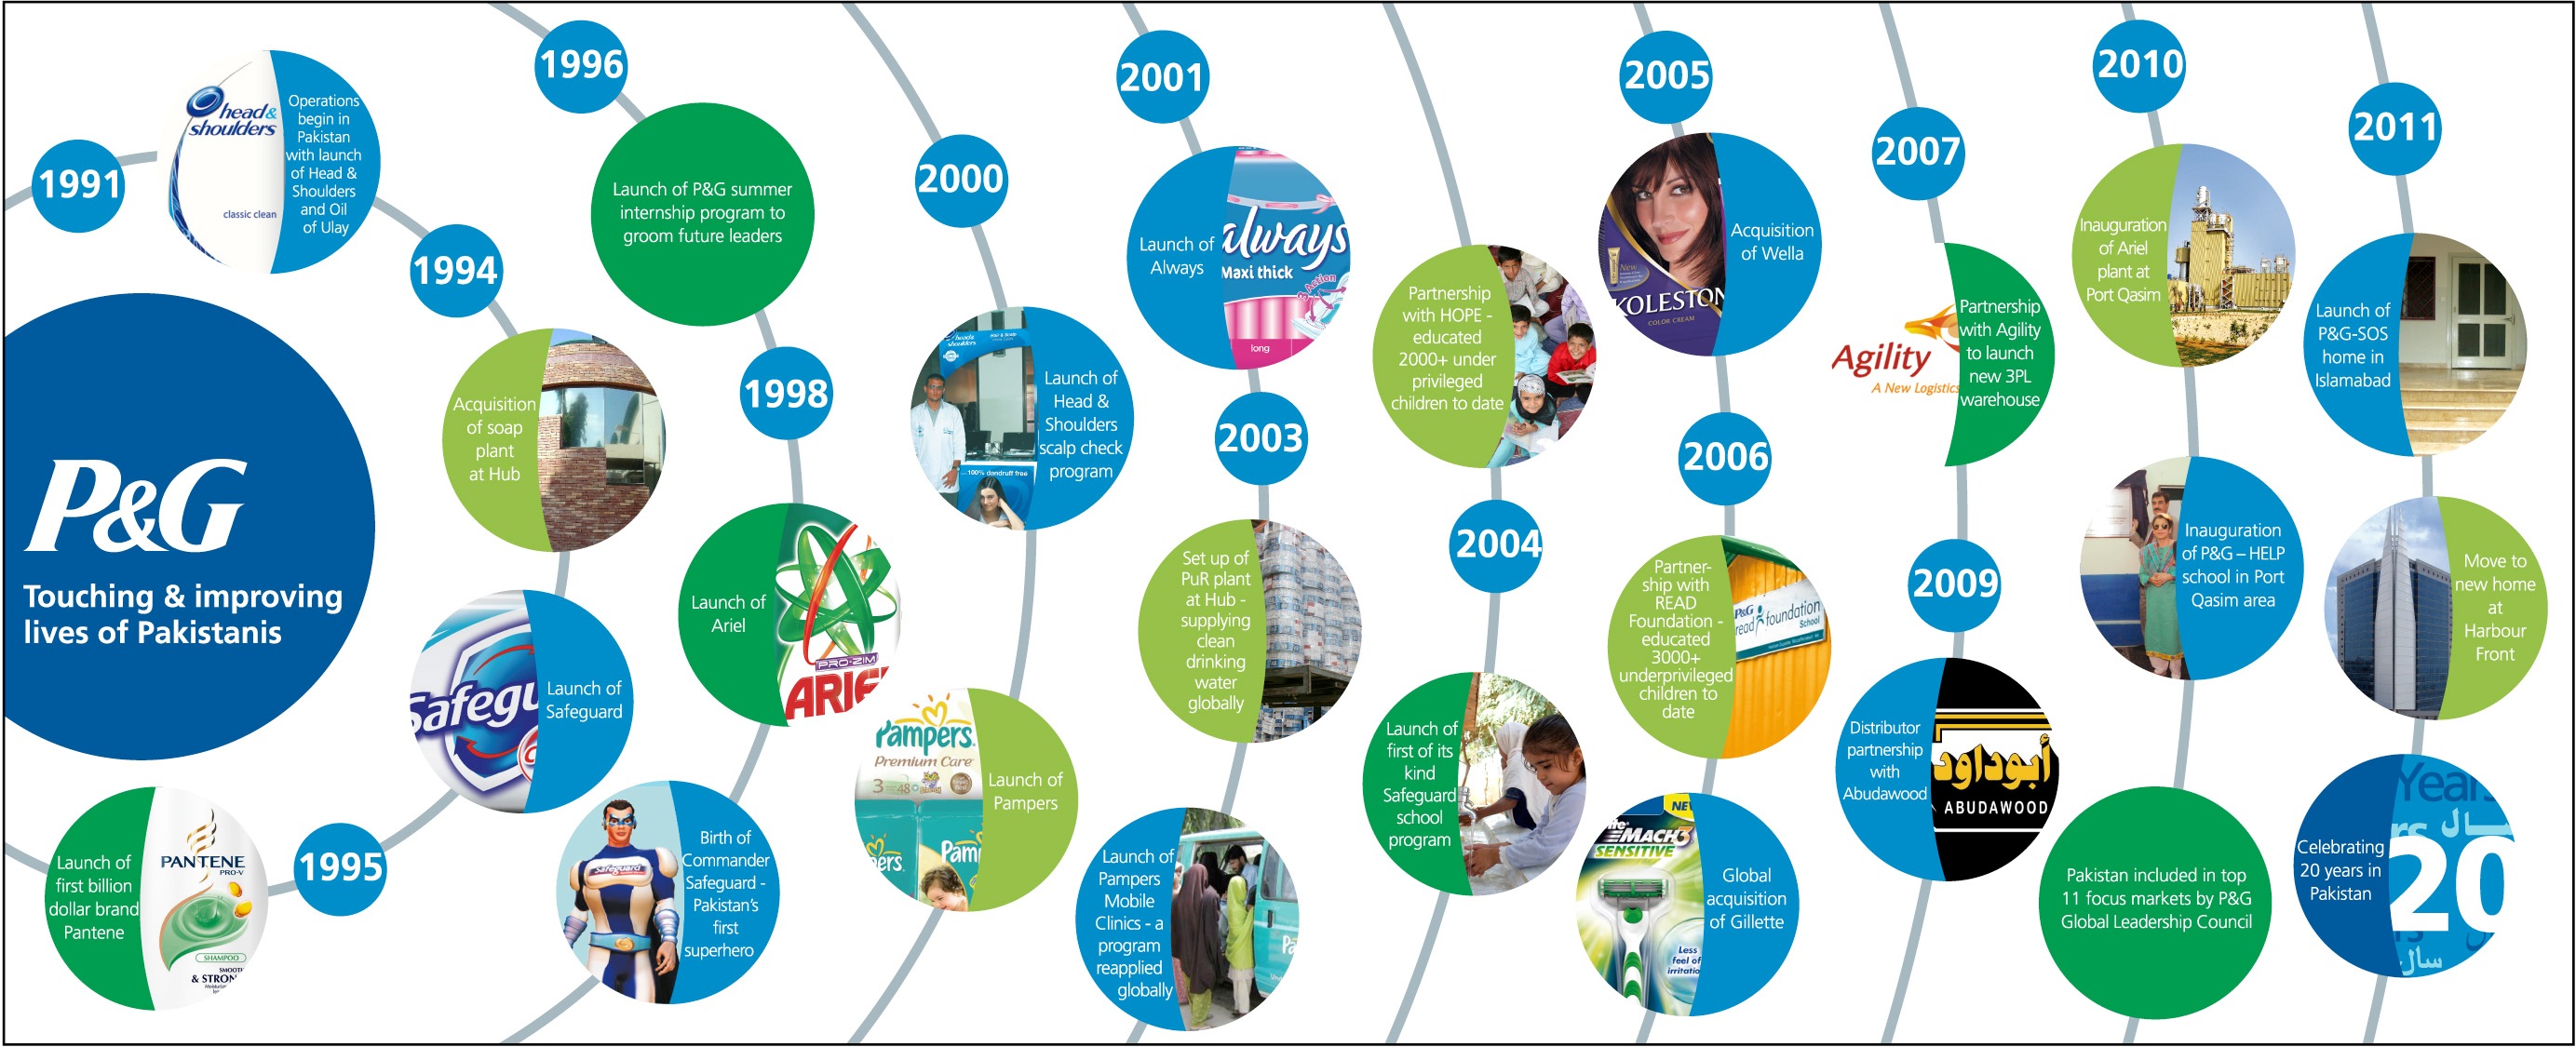 1991
head&
shoulders
classic clean
Operations
begin in
Pakistan
with launch
of Head &
Shoulders
and Oil
of Ulay
1994
Acquisition
of soap
plant
at Hub
P&G
Touching & improving
lives of Pakistanis
Safegu
Launch of
Safeguard
Launch of
first billion
dollar brand
Pantene
PANTENE
PRO-V
SHAMPOO
SMOOTH
& STRON
1995
1996
Launch of P&G summer
internship program to
groom future leaders
1998
Launch of
Ariel
PRO-ZIM
ARIE
Safeguard
Birth of
Commander
Safeguard -
Pakistan's
first
superhero
2000
head &
shoulders
100% dandruff free
Launch of
Head &
Shoulders
scalp check
program
Pampers
Premium Care
3
48
pers
Pam
Launch of
Pampers
2001
Launch of
Always
always
Maxi thick
3 Action
long
2003
Set up of
PuR plant
at Hub -
supplying
clean
drinking
water
globally
Launch of
Pampers
Mobile
Clinics - a
program
reapplied
globally
Pa
Partnership
with HOPE -
educated
2000+ under
privileged
children to date
2004
Launch of
first of its
kind
Safeguard
school
program
2005
New
KOLESTON
COLOR CREAM
Acquisition
of Wella
2006
Partner-
ship with
READ
Foundation -
educated
3000+
underprivileged
children to
date
P&G
read foundation
School
NEW
MACH3
SENSITIVE
Less
feel of
irritatio
Global
acquisition
of Gillette
2007
Agility
A New Logistics
Partnership
with Agility
to launch
new 3PL
warehouse
2009
Distributor
partnership
with
Abudawood
أبوداود
ABUDAWOOD
2010
Inauguration
of Ariel
plant at
Port Qasim
Inauguration
of P&G – HELP
school in Port
Qasim area
Pakistan included in top
11 focus markets by P&G
Global Leadership Council
2011
Launch of
P&G-SOS
home in
Islamabad
Move to
new home
at
Harbour
Front
Celebrating
20 years in
Pakistan
Years
rs سال
20
سال